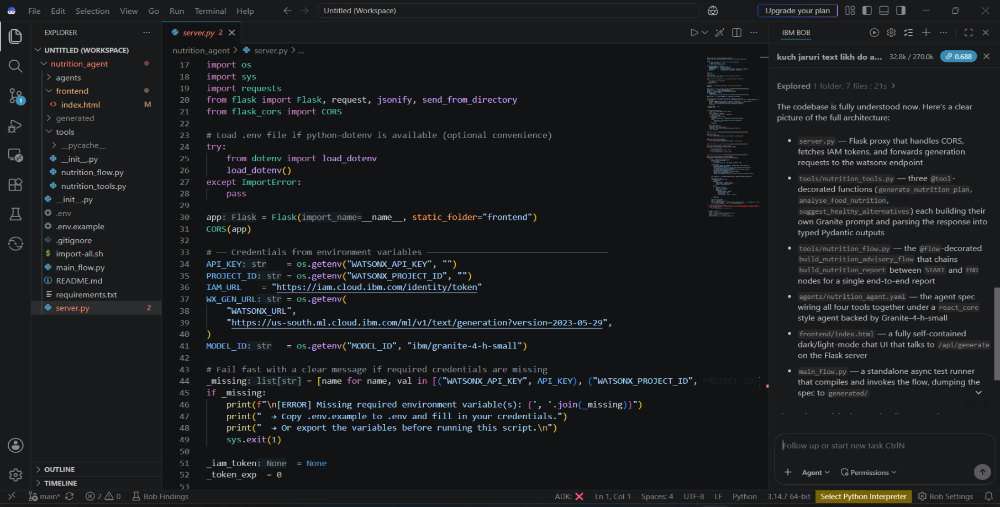 File Edit Selection View Go Run Terminal Help
Untitled (Workspace)
Upgrade your plan
EXPLORER
UNTITLED (WORKSPACE)
nutrition_agent
agents
frontend
index.html M
generated
tools
__pycache__
__init__.py
nutrition_flow.py
nutrition_tools.py
__init__.py
.env
.env.example
.gitignore
import-all.sh
main_flow.py
README.md
requirements.txt
server.py 2
OUTLINE
TIMELINE
1
server.py 2
nutrition_agent > server.py > ...
17 import os
18 import sys
19 import requests
20 from flask import Flask, request, jsonify, send_from_directory
21 from flask_cors import CORS
22
23 # Load .env file if python-dotenv is available (optional convenience)
24 try:
25 from dotenv import load_dotenv
26 load_dotenv()
27 except ImportError:
28 pass
29
30 app: Flask = Flask(import_name=__name__, static_folder="frontend")
31 CORS(app)
32
33 # — Credentials from environment variables ————————————————
34 API_KEY: str = os.getenv("WATSONX_API_KEY", "")
35 PROJECT_ID: str = os.getenv("WATSONX_PROJECT_ID", "")
36 IAM_URL = "https://iam.cloud.ibm.com/identity/token"
37 WX_GEN_URL: str = os.getenv(
38 "WATSONX_URL",
39 "https://us-south.ml.cloud.ibm.com/ml/v1/text/generation?version=2023-05-29",
40 )
41 MODEL_ID: str = os.getenv("MODEL_ID", "ibm/granite-4-h-small")
42
43 # Fail fast with a clear message if required credentials are missing
44 _missing: list[str] = [name for name, val in [("WATSONX_API_KEY", API_KEY), ("WATSONX_PROJECT_ID", PROJECT_ID)]
45 if _missing:
46 print(f"\n[ERROR] Missing required environment variable(s): {', '.join(_missing)}")
47 print(" → Copy .env.example to .env and fill in your credentials.")
48 print(" → Or export the variables before running this script.\n")
49 sys.exit(1)
50
51 _iam_token: None = None
52 _token_exp = 0
53
IBM BOB
kuch jaruri text likh do a... 32.8k / 270.0k 0.688
Explored 1 folder, 7 files : 21s >
The codebase is fully understood now. Here's a clear
picture of the full architecture:
• server.py — Flask proxy that handles CORS,
fetches IAM tokens, and forwards generation
requests to the watsonx endpoint
• tools/nutrition_tools.py — three @tool-
decorated functions (generate_nutrition_plan,
analyse_food_nutrition,
suggest_healthy_alternatives) each building their
own Granite prompt and parsing the response into
typed Pydantic outputs
• tools/nutrition_flow.py — the @flow-decorated
build_nutrition_advisory_flow that chains
build_nutrition_report between START and END
nodes for a single end-to-end report
• agents/nutrition_agent.yaml — the agent spec
wiring all four tools together under a react_core
style agent backed by Granite-4-h-small
• frontend/index.html — a fully self-contained
dark/light-mode chat UI that talks to /api/generate
on the Flask server
• main_flow.py — a standalone async test runner
that compiles and invokes the flow, dumping the
spec to generated/
Follow up or start new task CtrlN
Agent
Permissions
main* 2 0 Bob Findings ADK: ❌ Ln 1, Col 1 Spaces: 4 UTF-8 LF Python 3.14.7 64-bit Select Python Interpreter Bob Settings